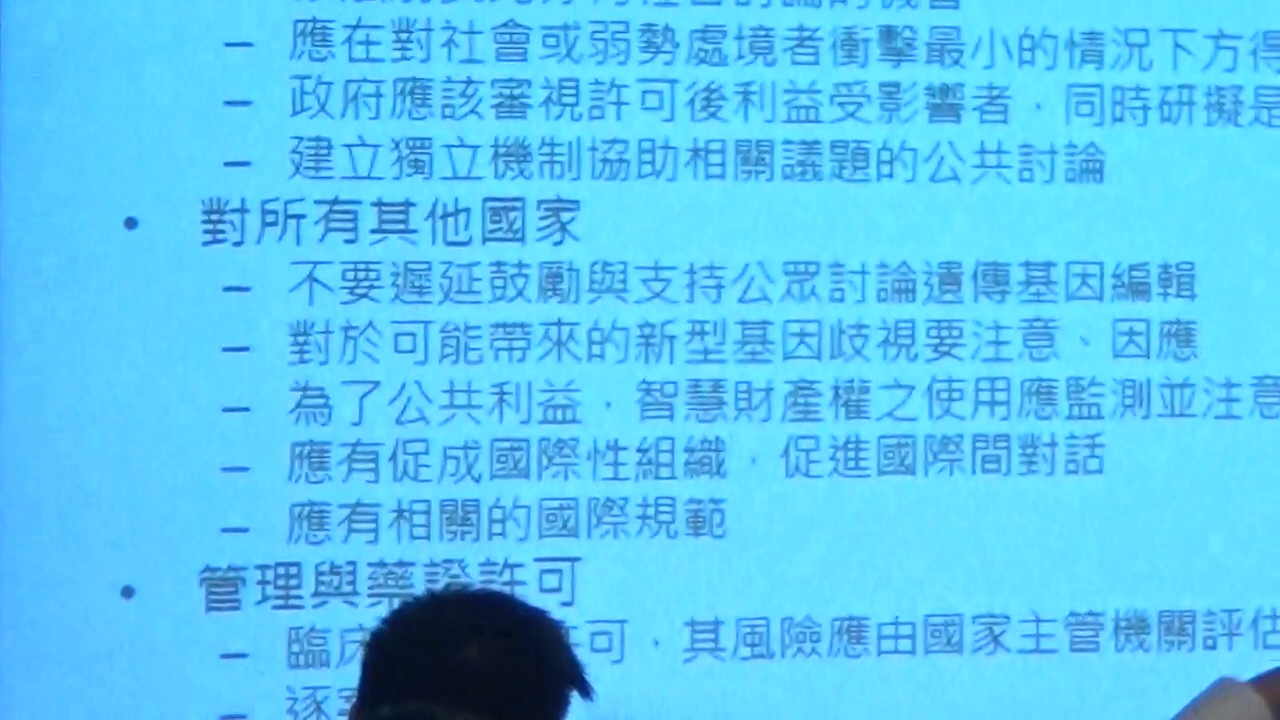 – 應在對社會或弱勢處境者衝擊最小的情況下方得
– 政府應該審視許可後利益受影響者，同時研擬是
– 建立獨立機制協助相關議題的公共討論
• 對所有其他國家
– 不要遲延鼓勵與支持公眾討論遺傳基因編輯
– 對於可能帶來的新型基因歧視要注意、因應
– 為了公共利益，智慧財產權之使用應監測並注意
– 應有促成國際性組織，促進國際間對話
– 應有相關的國際規範
• 管理與藥證許可
– 臨床 可，其風險應由國家主管機關評估
– 逐